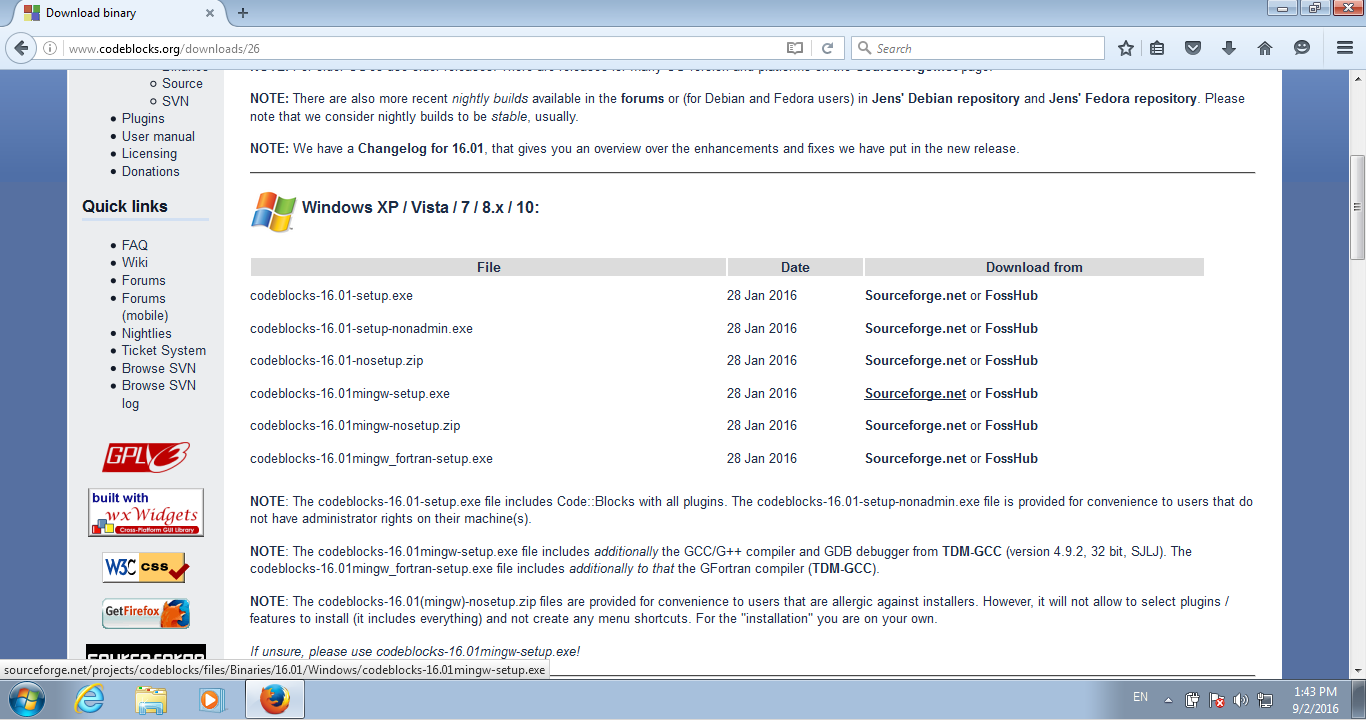 Download binary
www.codeblocks.org/downloads/26
Search
Source
SVN
Plugins
User manual
Licensing
Donations
Quick links
FAQ
Wiki
Forums
Forums
(mobile)
Nightlies
Ticket System
Browse SVN
Browse SVN
log
GPL
built with
wxWidgets
Cross-Platform GUI Library
W3C css
GetFirefox
NOTE: There are also more recent nightly builds available in the forums or (for Debian and Fedora users) in Jens' Debian repository and Jens' Fedora repository. Please
note that we consider nightly builds to be stable, usually.
NOTE: We have a Changelog for 16.01, that gives you an overview over the enhancements and fixes we have put in the new release.
Windows XP / Vista / 7 / 8.x / 10:
File Date Download from
codeblocks-16.01-setup.exe 28 Jan 2016 Sourceforge.net or FossHub
codeblocks-16.01-setup-nonadmin.exe 28 Jan 2016 Sourceforge.net or FossHub
codeblocks-16.01-nosetup.zip 28 Jan 2016 Sourceforge.net or FossHub
codeblocks-16.01mingw-setup.exe 28 Jan 2016 Sourceforge.net or FossHub
codeblocks-16.01mingw-nosetup.zip 28 Jan 2016 Sourceforge.net or FossHub
codeblocks-16.01mingw_fortran-setup.exe 28 Jan 2016 Sourceforge.net or FossHub
NOTE: The codeblocks-16.01-setup.exe file includes Code::Blocks with all plugins. The codeblocks-16.01-setup-nonadmin.exe file is provided for convenience to users that do
not have administrator rights on their machine(s).
NOTE: The codeblocks-16.01mingw-setup.exe file includes additionally the GCC/G++ compiler and GDB debugger from TDM-GCC (version 4.9.2, 32 bit, SJLJ). The
codeblocks-16.01mingw_fortran-setup.exe file includes additionally to that the GFortran compiler (TDM-GCC).
NOTE: The codeblocks-16.01(mingw)-nosetup.zip files are provided for convenience to users that are allergic against installers. However, it will not allow to select plugins /
features to install (it includes everything) and not create any menu shortcuts. For the "installation" you are on your own.
If unsure, please use codeblocks-16.01mingw-setup.exe!
sourceforge.net/projects/codeblocks/files/Binaries/16.01/Windows/codeblocks-16.01mingw-setup.exe
EN
1:43 PM
9/2/2016